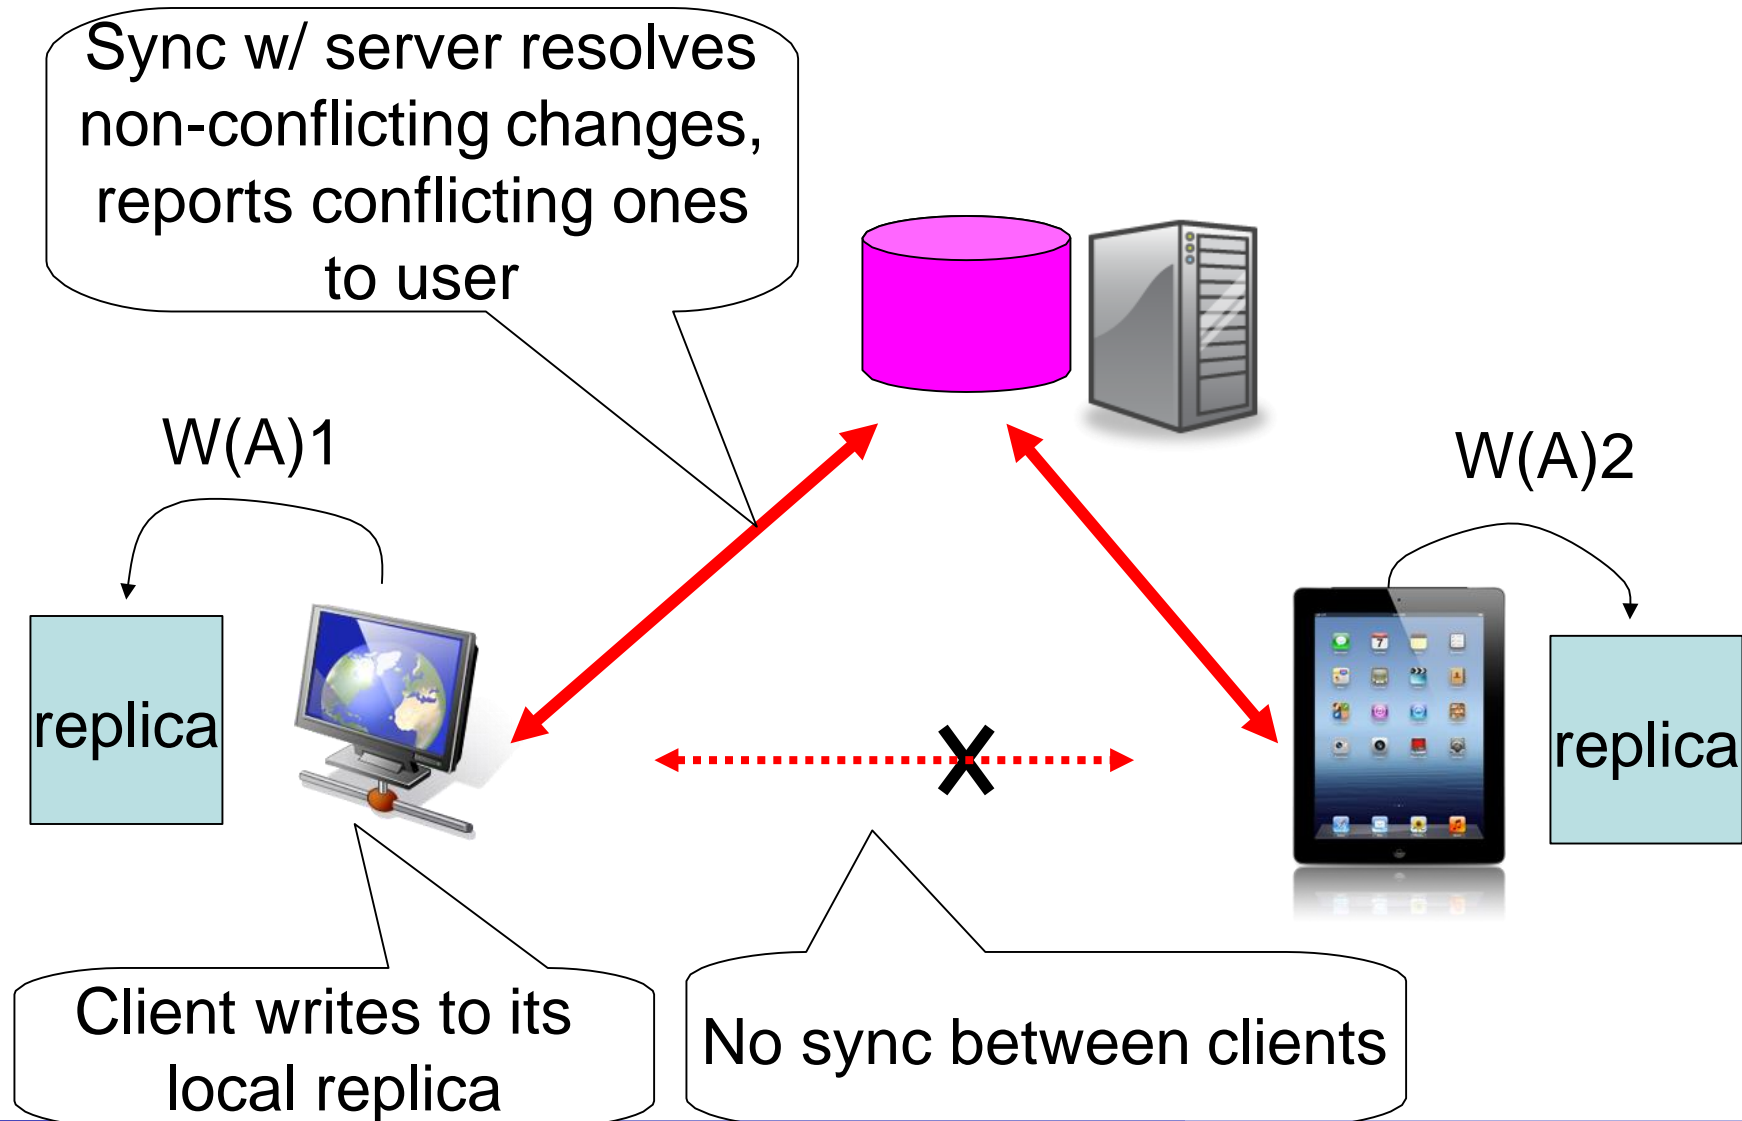 Sync w/ server resolves
non-conflicting changes,
reports conflicting ones
to user
W(A)1
W(A)2
replica
replica
7
Client writes to its
local replica
No sync between clients